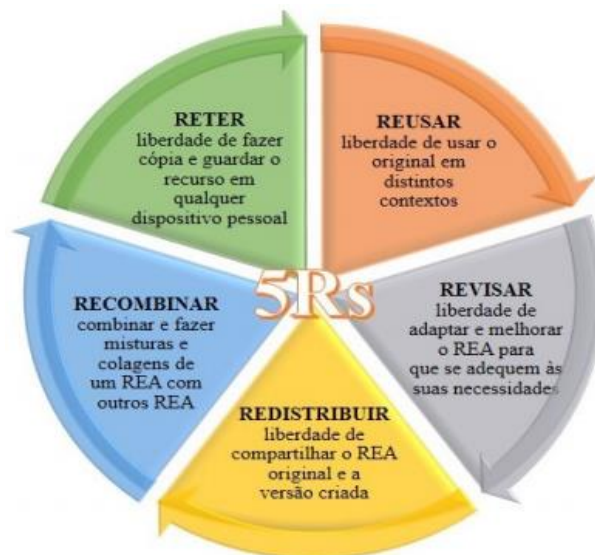 RETER
liberdade de fazer
cópia e guardar o
recurso em
qualquer
dispositivo pessoal
REUSAR
liberdade de usar o
original em
distintos
contextos
REVISAR
liberdade de
adaptar e melhorar
o REA para
que se adequem às
suas necessidades
REDISTRIBUIR
liberdade de
compartilhar o REA
original e a
versão criada
RECOMBINAR
combinar e fazer
misturas e
colagens de
um REA com
outros REA
5Rs